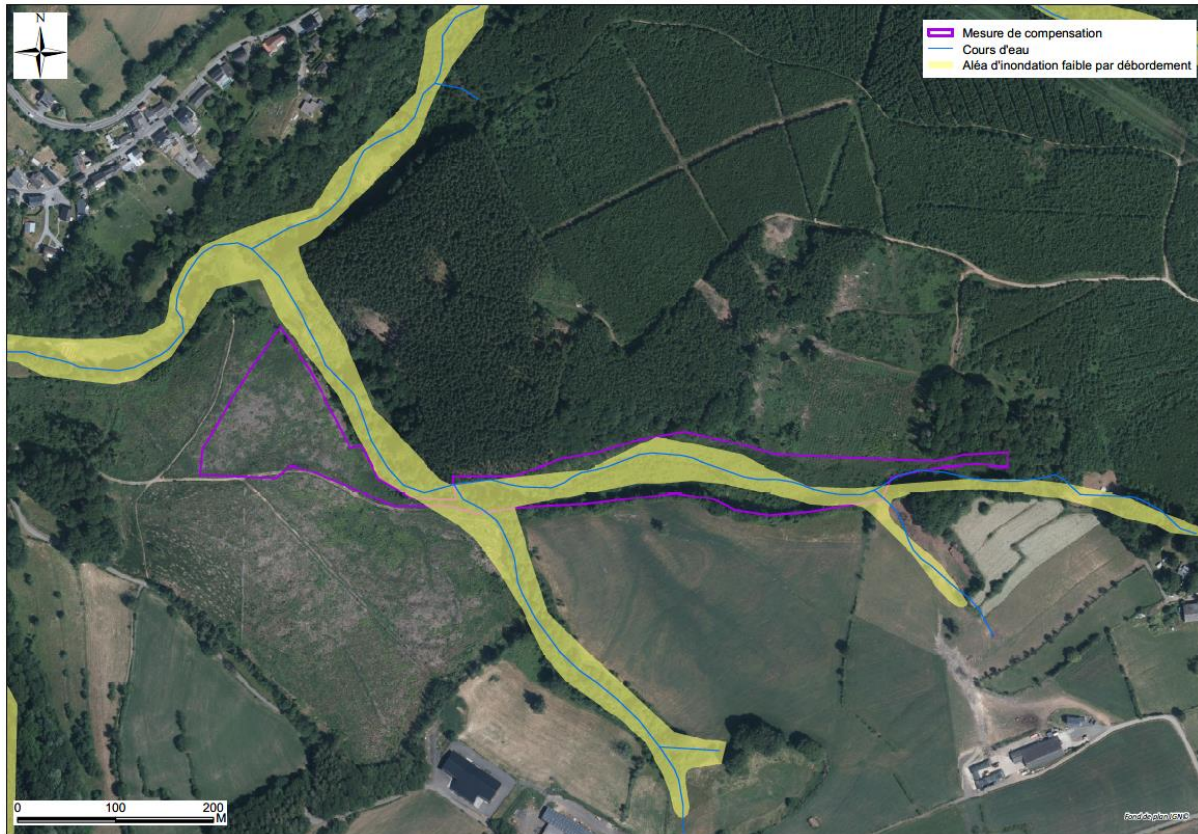 N
Mesure de compensation
Cours d'eau
Aléa d'inondation faible par débordement
0 100 200
M
Fond de plan IGN©